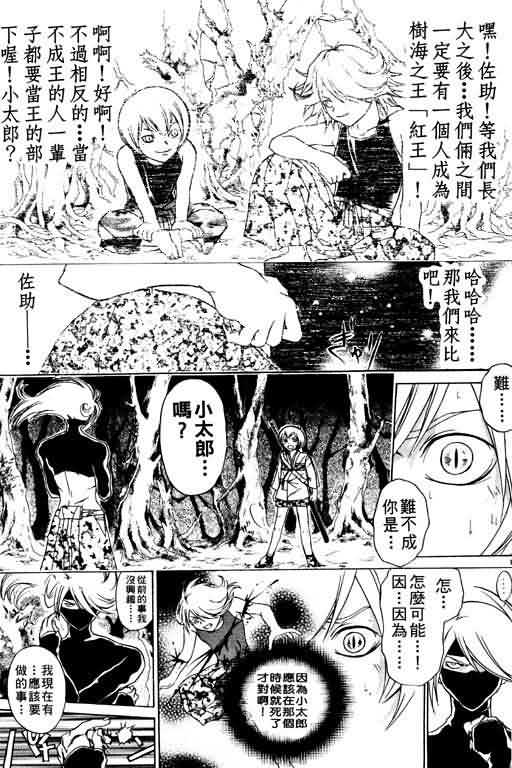 嘿！佐助！等我們長
大之後…我們倆之間
一定要有一個人成為
樹海之王「紅王」！
啊啊！好啊！
不過相反的…當
不成王的人一輩
子都要當王的部
下喔！小太郎？
哈哈哈……
那我們來比
吧！
佐助
………
難…
難不成
你是…
小太郎…
嗎？
……
怎…
怎麼可能
…！
因…因為…
因為小太郎
應該在那個
時候就死了
才對啊！
從前的事我
沒興趣……
我現在有
…應該要
做的事…